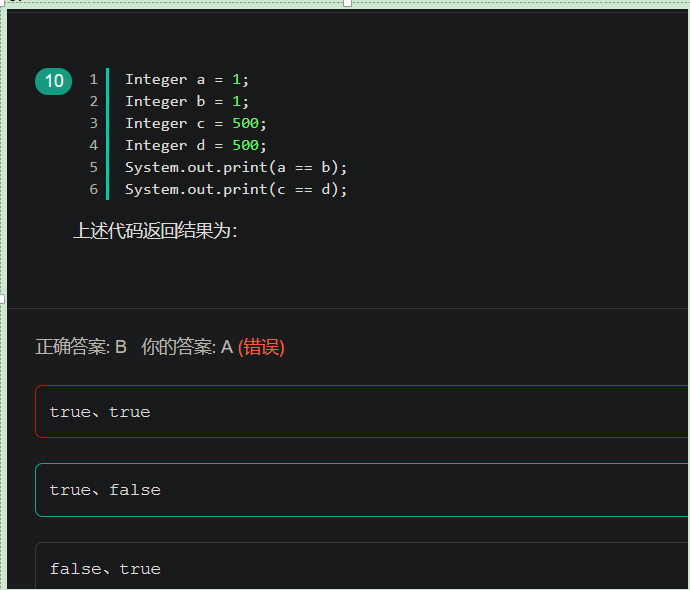 10
1 Integer a = 1;
2 Integer b = 1;
3 Integer c = 500;
4 Integer d = 500;
5 System.out.print(a == b);
6 System.out.print(c == d);
上述代码返回结果为:
正确答案: B 你的答案: A (错误)
true、true
true、false
false、true